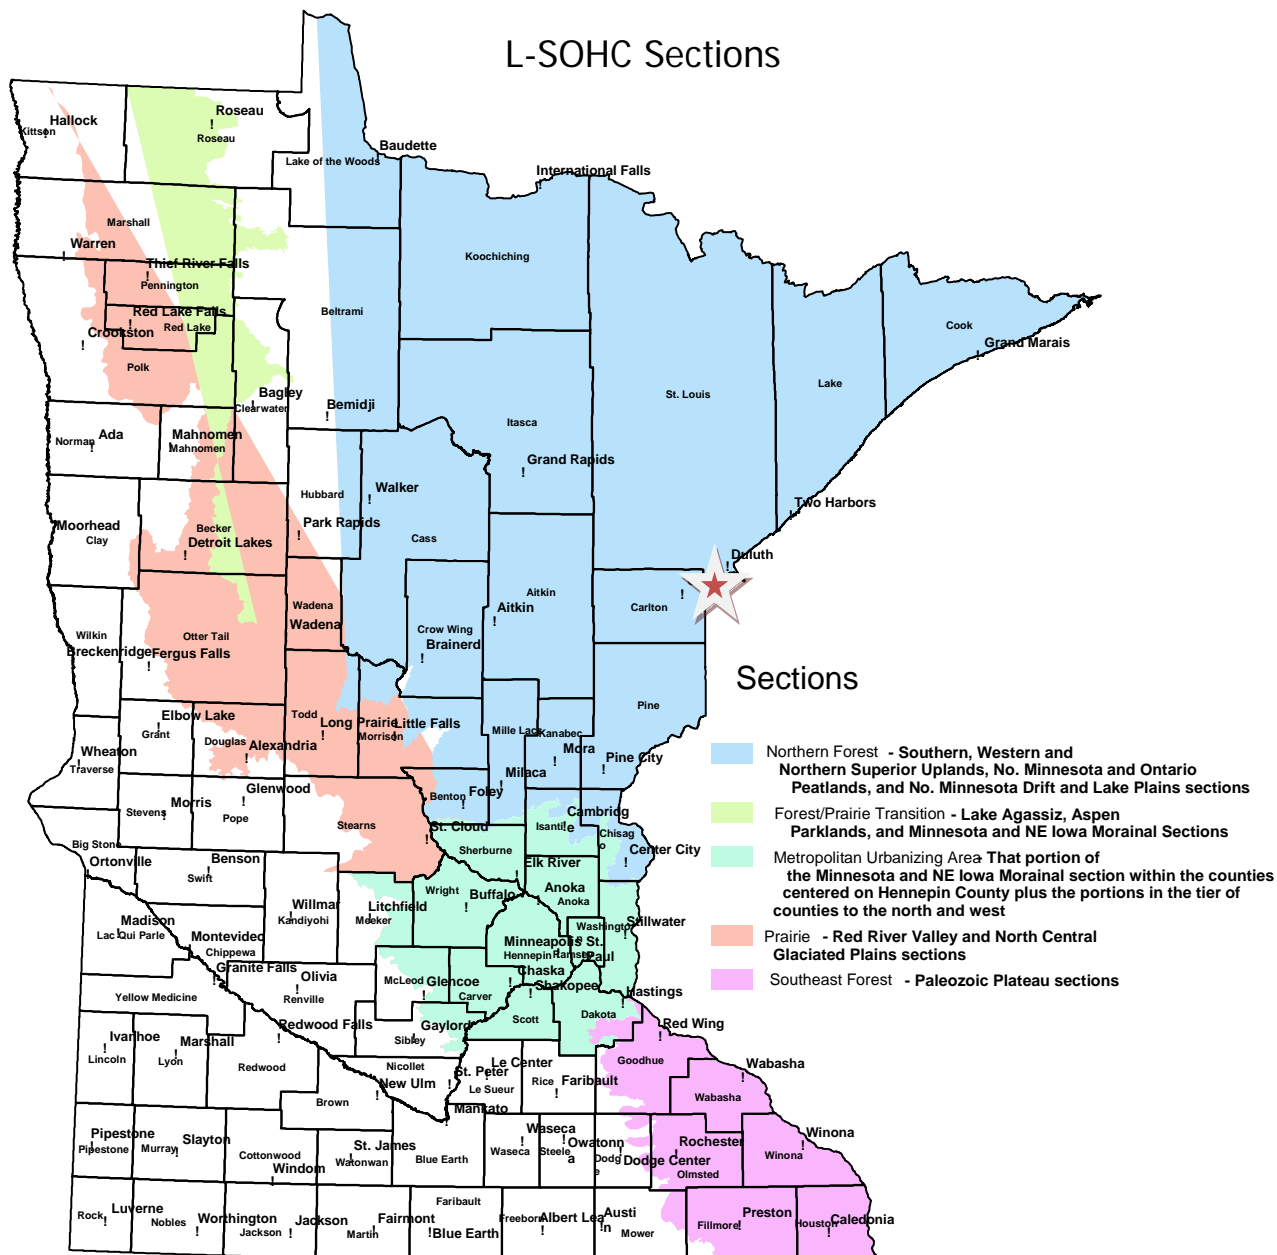 L-SOHC Sections
Hallock
Kittson
Roseau
Roseau
Lake of the Woods
Baudette
International Falls
Marshall
Warren
Koochiching
Thief River Falls
Pennington
Red Lake Falls
Red Lake
Crookston
Beltrami
Cook
Grand Marais
Polk
Lake
St. Louis
Bagley
Clearwater
Bemidji
Itasca
Ada
Norman
Mahnomen
Mahnomen
Grand Rapids
Hubbard
Walker
Two Harbors
Park Rapids
Moorhead
Clay
Becker
Detroit Lakes
Cass
Duluth
Aitkin
Aitkin
Carlton
Wadena
Wadena
Wilkin
Otter Tail
Crow Wing
Brainerd
Breckenridge
Fergus Falls
Sections
Pine
Elbow Lake
Grant
Todd
Long Prairie
Little Falls
Morrison
Mille Lacs
Kanabec
Mora
Pine City
Douglas
Alexandria
Wheaton
Traverse
Milaca
Northern Forest - Southern, Western and
Northern Superior Uplands, No. Minnesota and Ontario
Peatlands, and No. Minnesota Drift and Lake Plains sections
Glenwood
Morris
Stevens
Pope
Benton
Foley
Forest/Prairie Transition - Lake Agassiz, Aspen
Parklands, and Minnesota and NE Iowa Morainal Sections
Stearns
St. Cloud
Isanti
Cambridg
e
Chisag
o
Center City
Big Stone
Ortonville
Benson
Swift
Sherburne
Elk River
Metropolitan Urbanizing Area - That portion of
the Minnesota and NE Iowa Morainal section within the counties
centered on Hennepin County plus the portions in the tier of
counties to the north and west
Wright
Buffalo
Anoka
Anoka
Willmar
Kandiyohi
Litchfield
Meeker
Madison
Lac Qui Parle
Stillwater
Washington
Montevideo
Chippewa
Minneapolis
St.
Paul
Hennepin
Ramsey
Prairie - Red River Valley and North Central
Glaciated Plains sections
Granite Falls
Olivia
Renville
McLeod
Glencoe
Chaska
Carver
Shakopee
Southeast Forest - Paleozoic Plateau sections
Yellow Medicine
Hastings
Scott
Dakota
Redwood Falls
Gaylord
Sibley
Red Wing
Ivanhoe
Lincoln
Marshall
Lyon
Redwood
Nicollet
New Ulm
St. Peter
Le Center
Le Sueur
Rice
Faribault
Goodhue
Wabasha
Wabasha
Brown
Mankato
Pipestone
Pipestone
Slayton
Murray
Cottonwood
Windom
St. James
Watonwan
Blue Earth
Waseca
Waseca
Owatonn
a
Steele
Dodg
e
Dodge Center
Rochester
Olmsted
Winona
Winona
Luverne
Rock
Nobles
Worthington
Jackson
Jackson
Fairmont
Martin
Faribault
Blue Earth
Freeborn
Albert Lea
Austi
n
Mower
Preston
Fillmore
Houston
Caledonia